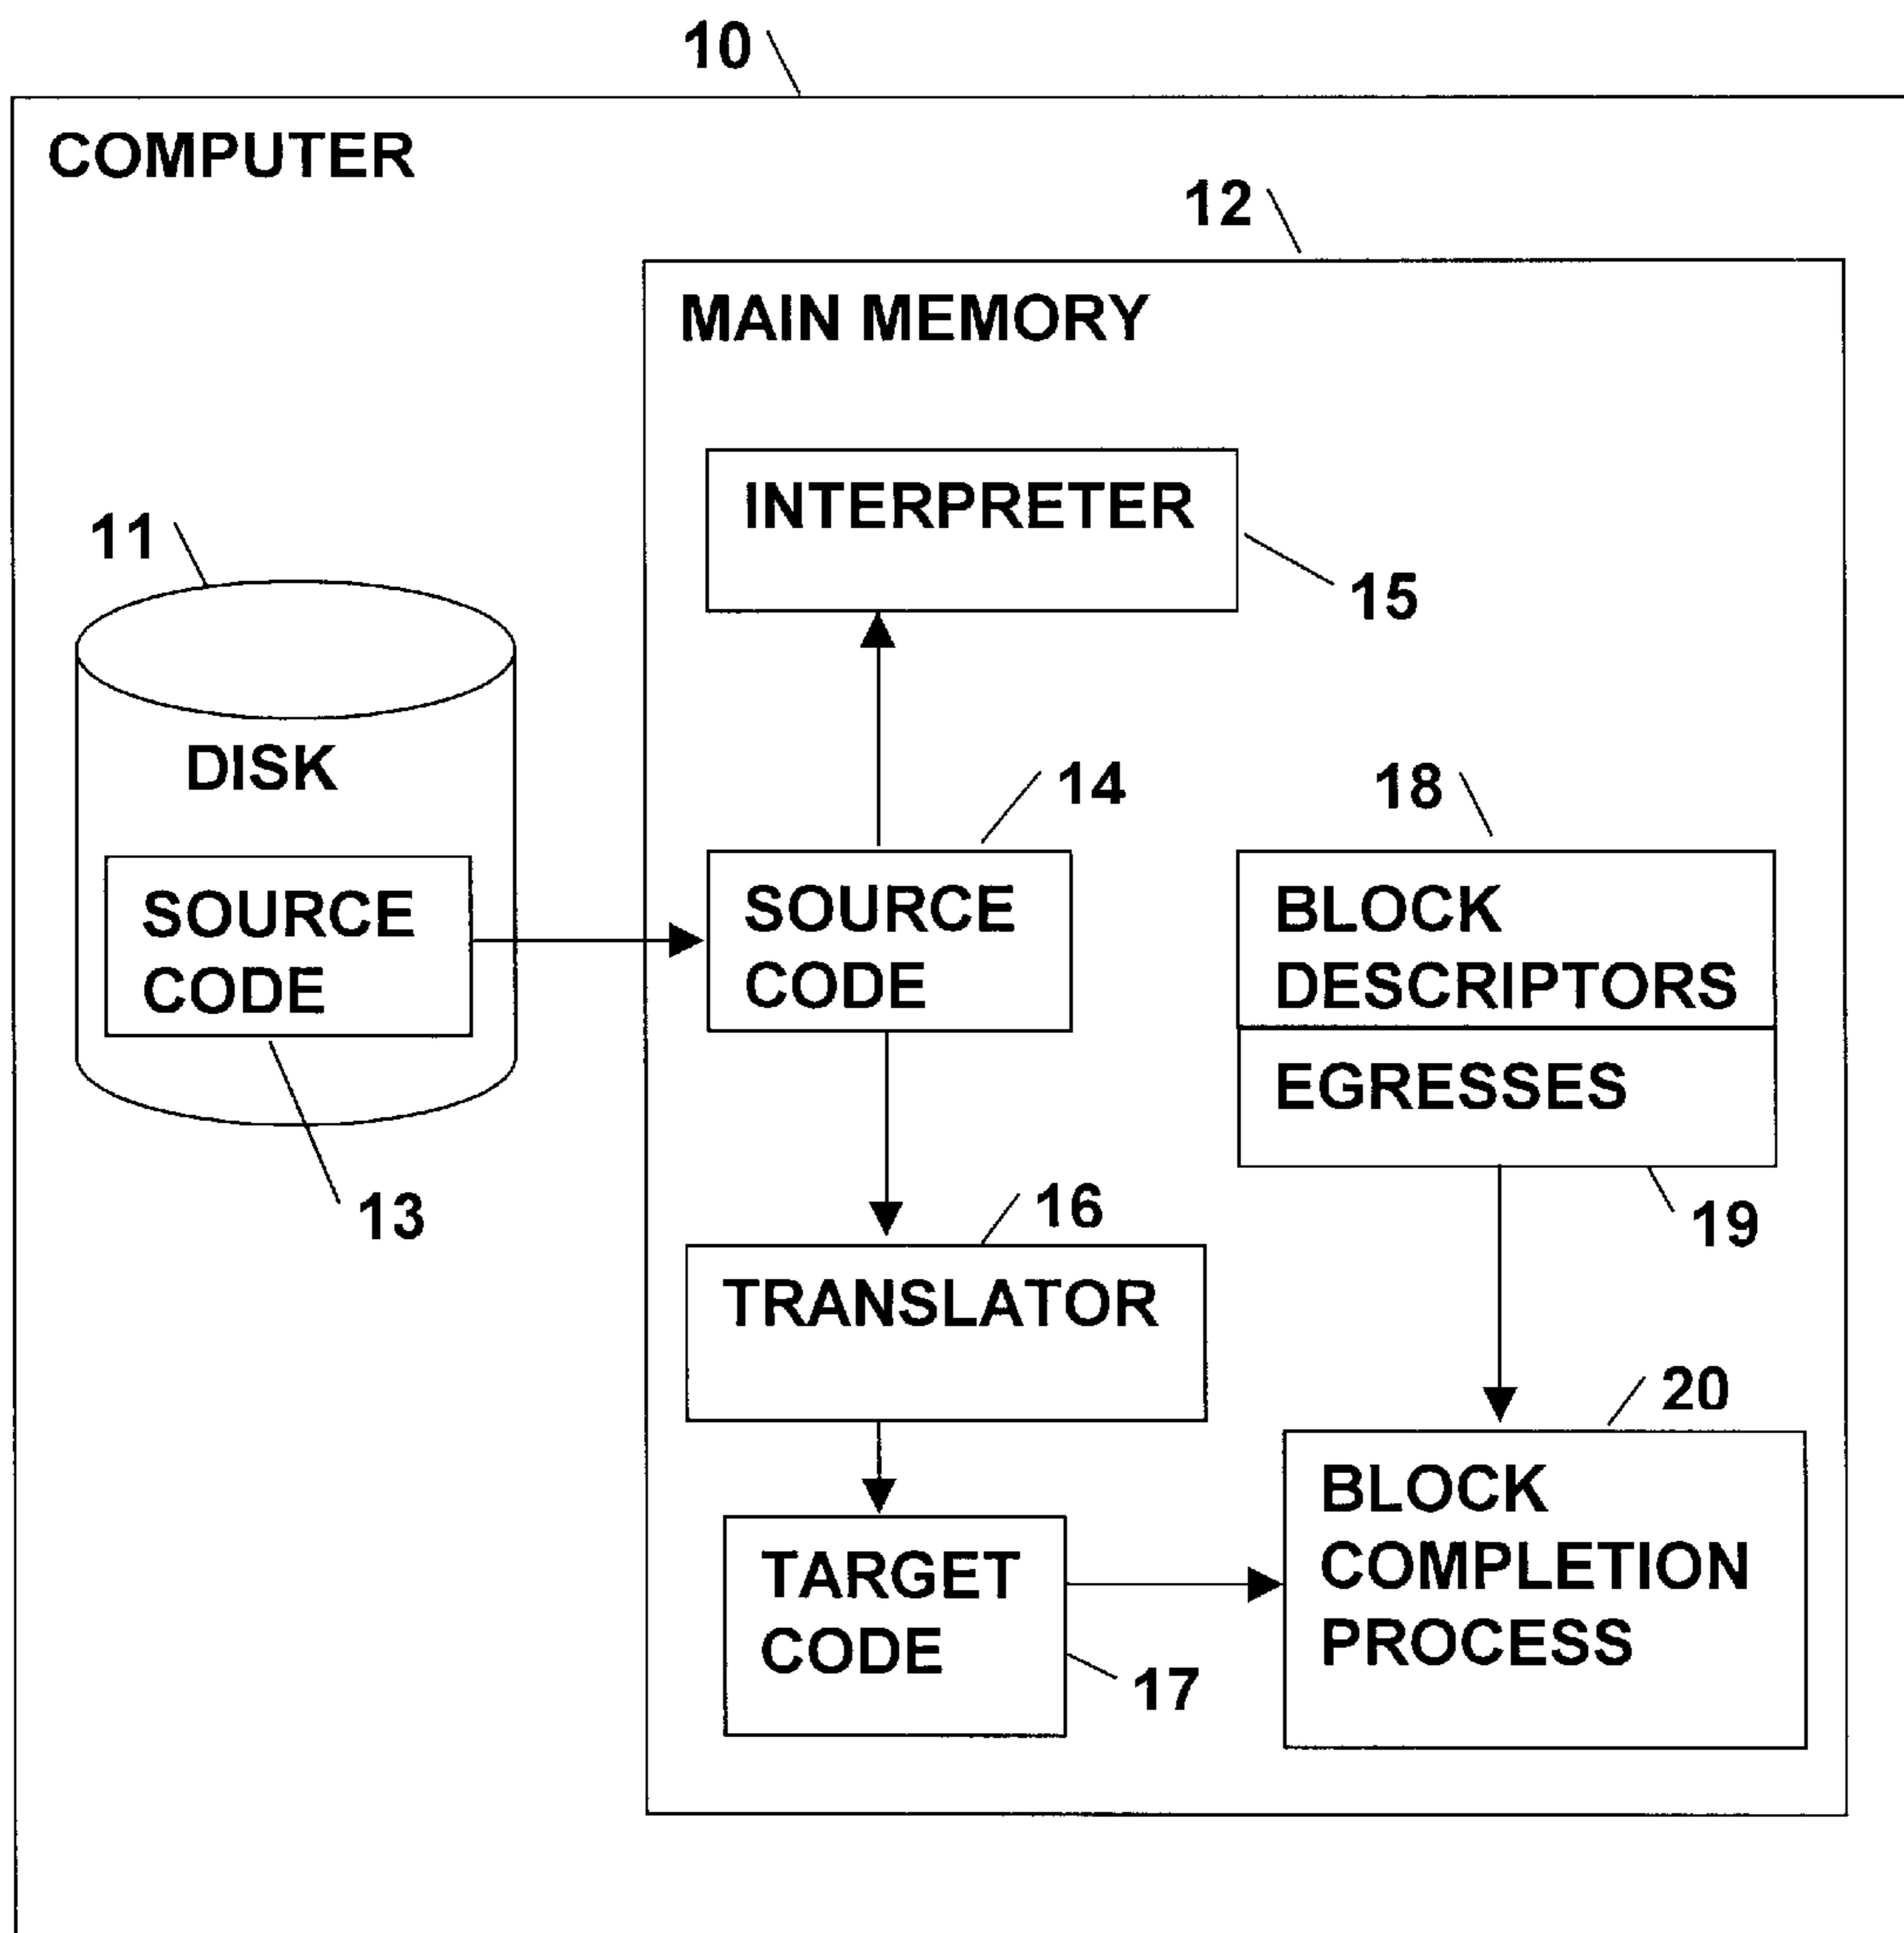 10
COMPUTER
12
MAIN MEMORY
INTERPRETER
15
11
DISK
SOURCE
CODE
13
14
SOURCE
CODE
18
BLOCK
DESCRIPTORS
EGRESSES
19
16
TRANSLATOR
20
BLOCK
COMPLETION
PROCESS
TARGET
CODE
17